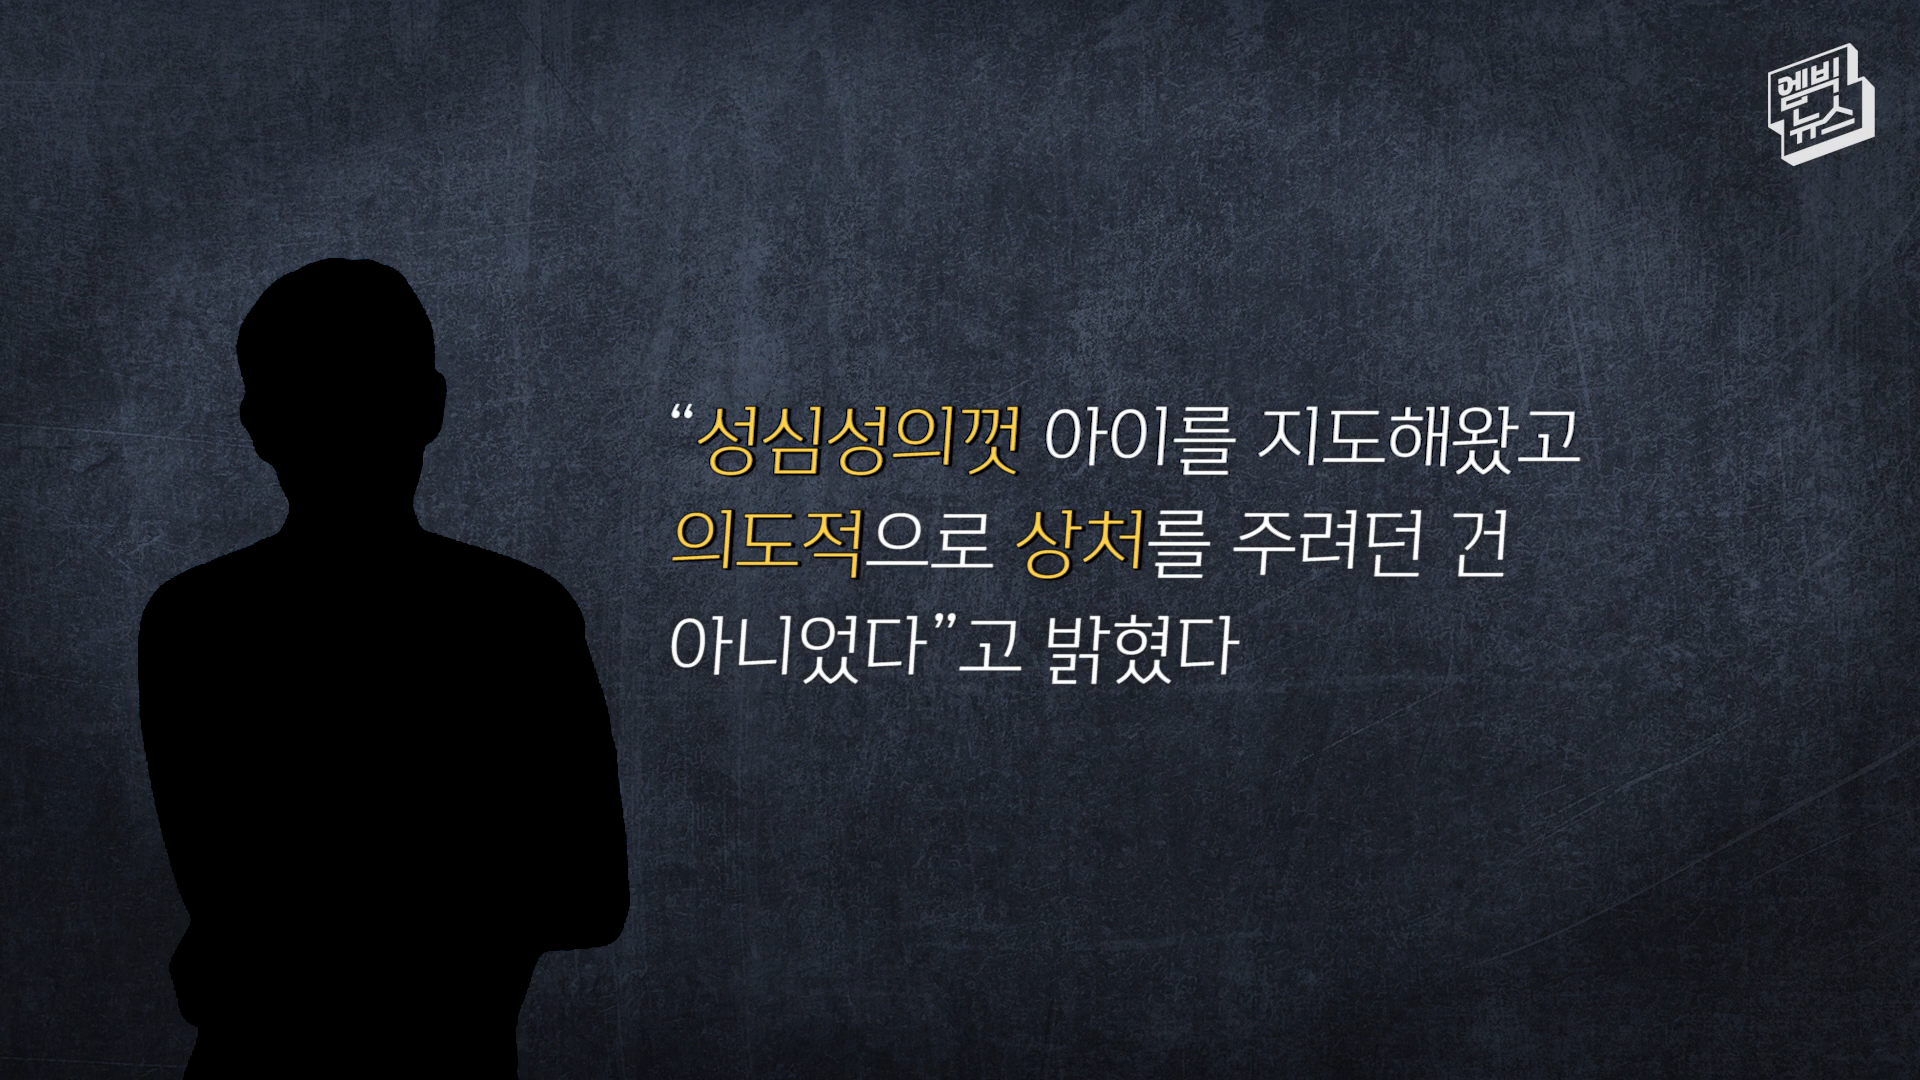 엠빅
뉴스
“성심성의껏 아이를 지도해왔고
의도적으로 상처를 주려던 건
아니었다”고 밝혔다